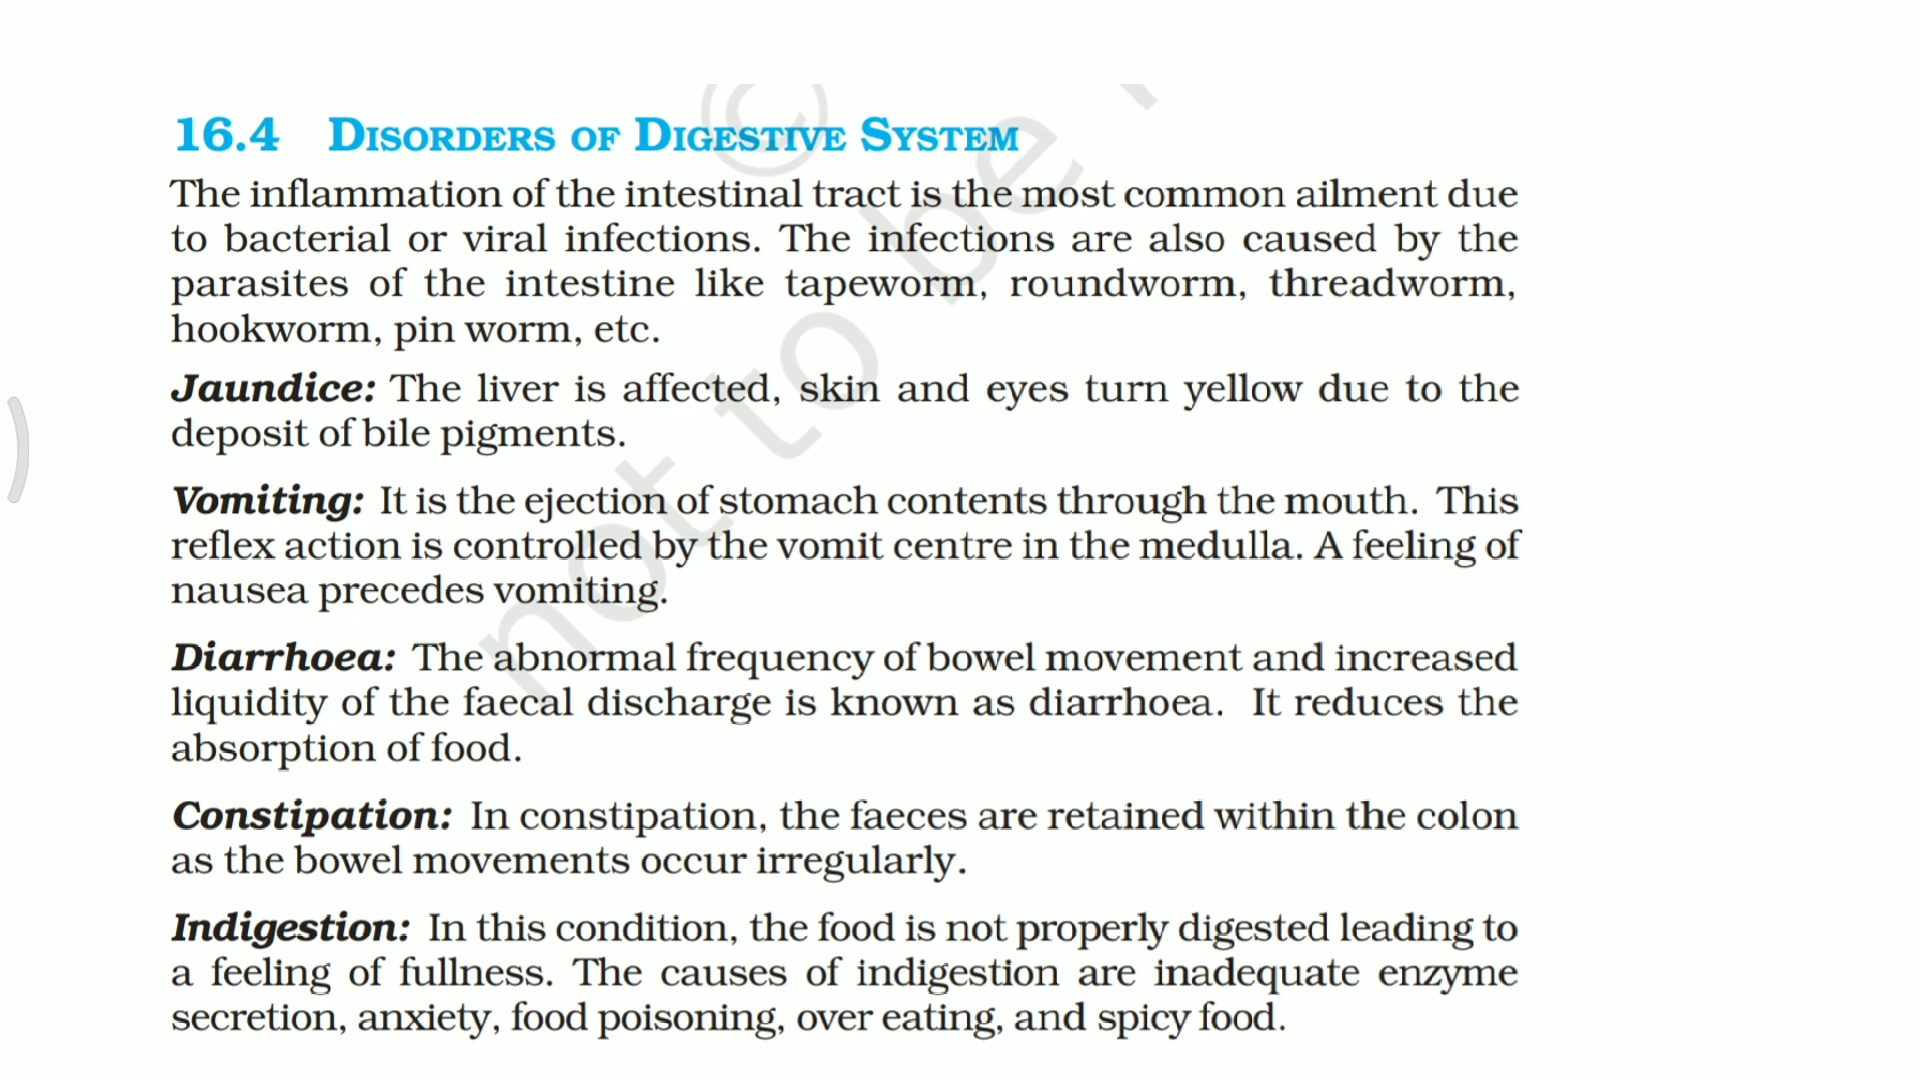 16.4 Disorders of Digestive System
The inflammation of the intestinal tract is the most common ailment due
to bacterial or viral infections. The infections are also caused by the
parasites of the intestine like tapeworm, roundworm, threadworm,
hookworm, pin worm, etc.
Jaundice: The liver is affected, skin and eyes turn yellow due to the
deposit of bile pigments.
Vomiting: It is the ejection of stomach contents through the mouth. This
reflex action is controlled by the vomit centre in the medulla. A feeling of
nausea precedes vomiting.
Diarrhoea: The abnormal frequency of bowel movement and increased
liquidity of the faecal discharge is known as diarrhoea. It reduces the
absorption of food.
Constipation: In constipation, the faeces are retained within the colon
as the bowel movements occur irregularly.
Indigestion: In this condition, the food is not properly digested leading to
a feeling of fullness. The causes of indigestion are inadequate enzyme
secretion, anxiety, food poisoning, over eating, and spicy food.
©
not to be